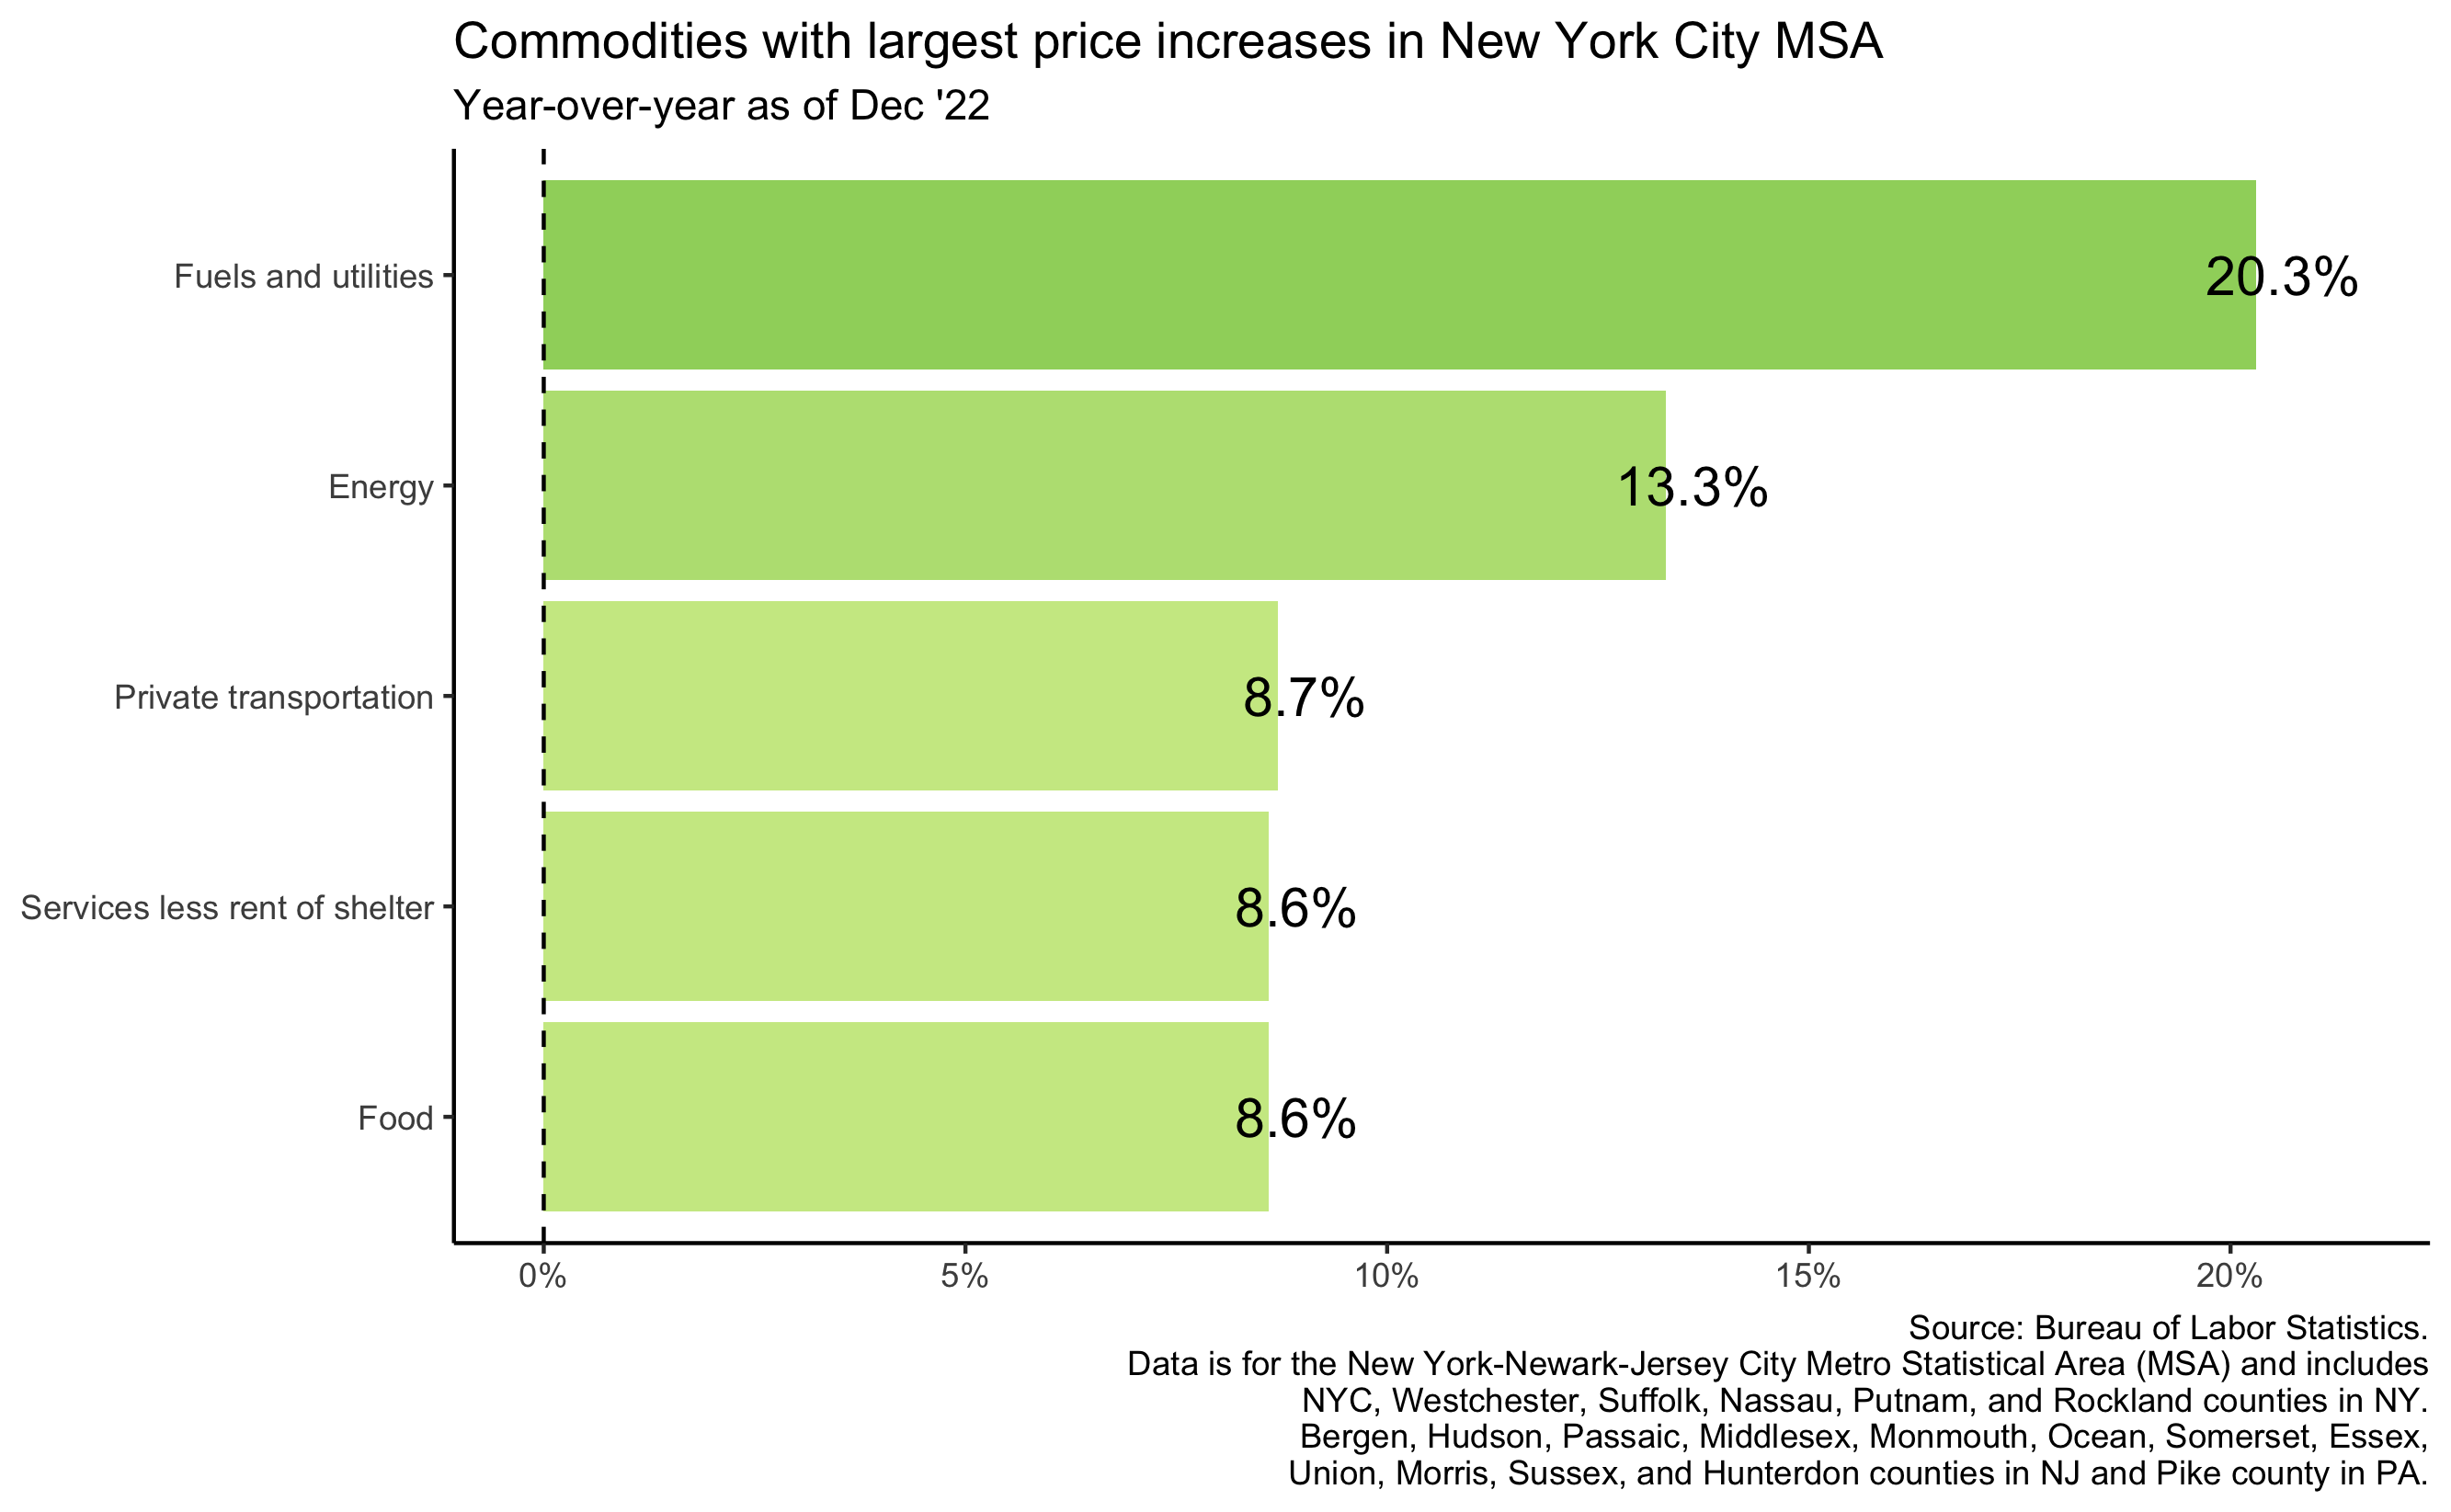 Commodities with largest price increases in New York City MSA
Year-over-year as of Dec '22
Fuels and utilities
20.3%
Energy
13.3%
Private transportation
8.7%
Services less rent of shelter
8.6%
Food
8.6%
0% 5% 10% 15% 20%
Source: Bureau of Labor Statistics.
Data is for the New York-Newark-Jersey City Metro Statistical Area (MSA) and includes
NYC, Westchester, Suffolk, Nassau, Putnam, and Rockland counties in NY.
Bergen, Hudson, Passaic, Middlesex, Monmouth, Ocean, Somerset, Essex,
Union, Morris, Sussex, and Hunterdon counties in NJ and Pike county in PA.